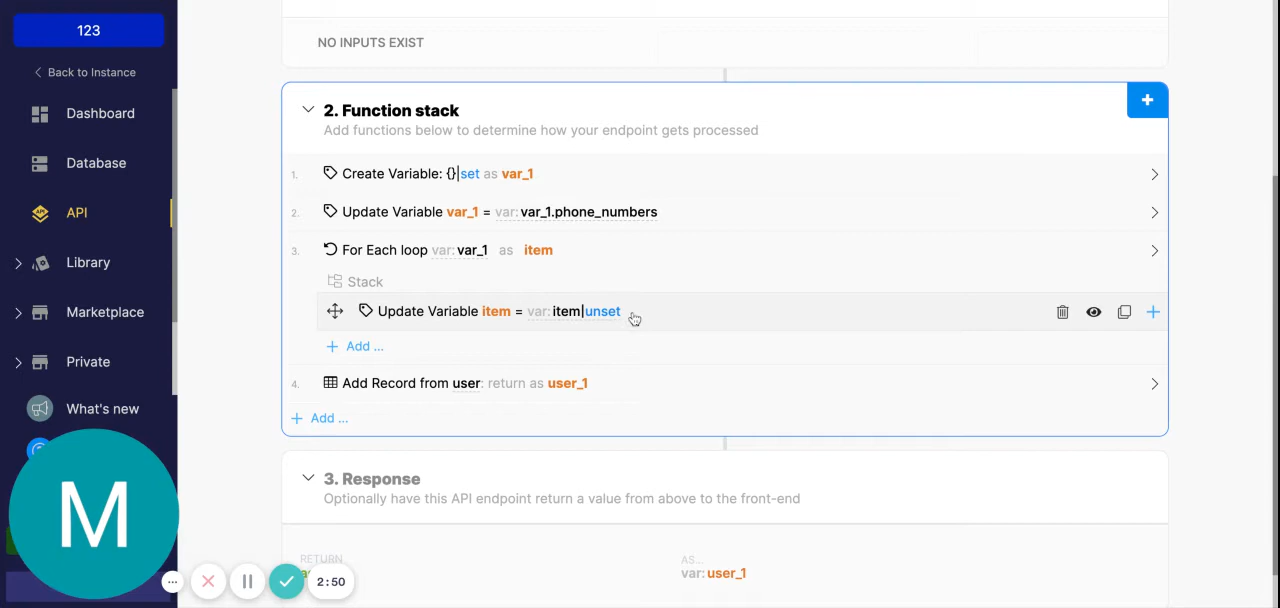 123
Back to Instance
Dashboard
Database
API
Library
Marketplace
Private
What's new
M
NO INPUTS EXIST
2. Function stack
Add functions below to determine how your endpoint gets processed
1. Create Variable: {}|set as var_1
2. Update Variable var_1 = var: var_1.phone_numbers
3. For Each loop var: var_1 as item
Stack
Update Variable item = var: item|unset
+ Add ...
4. Add Record from user: return as user_1
+ Add ...
3. Response
Optionally have this API endpoint return a value from above to the front-end
RETURN
AS...
var: user_1
2:50